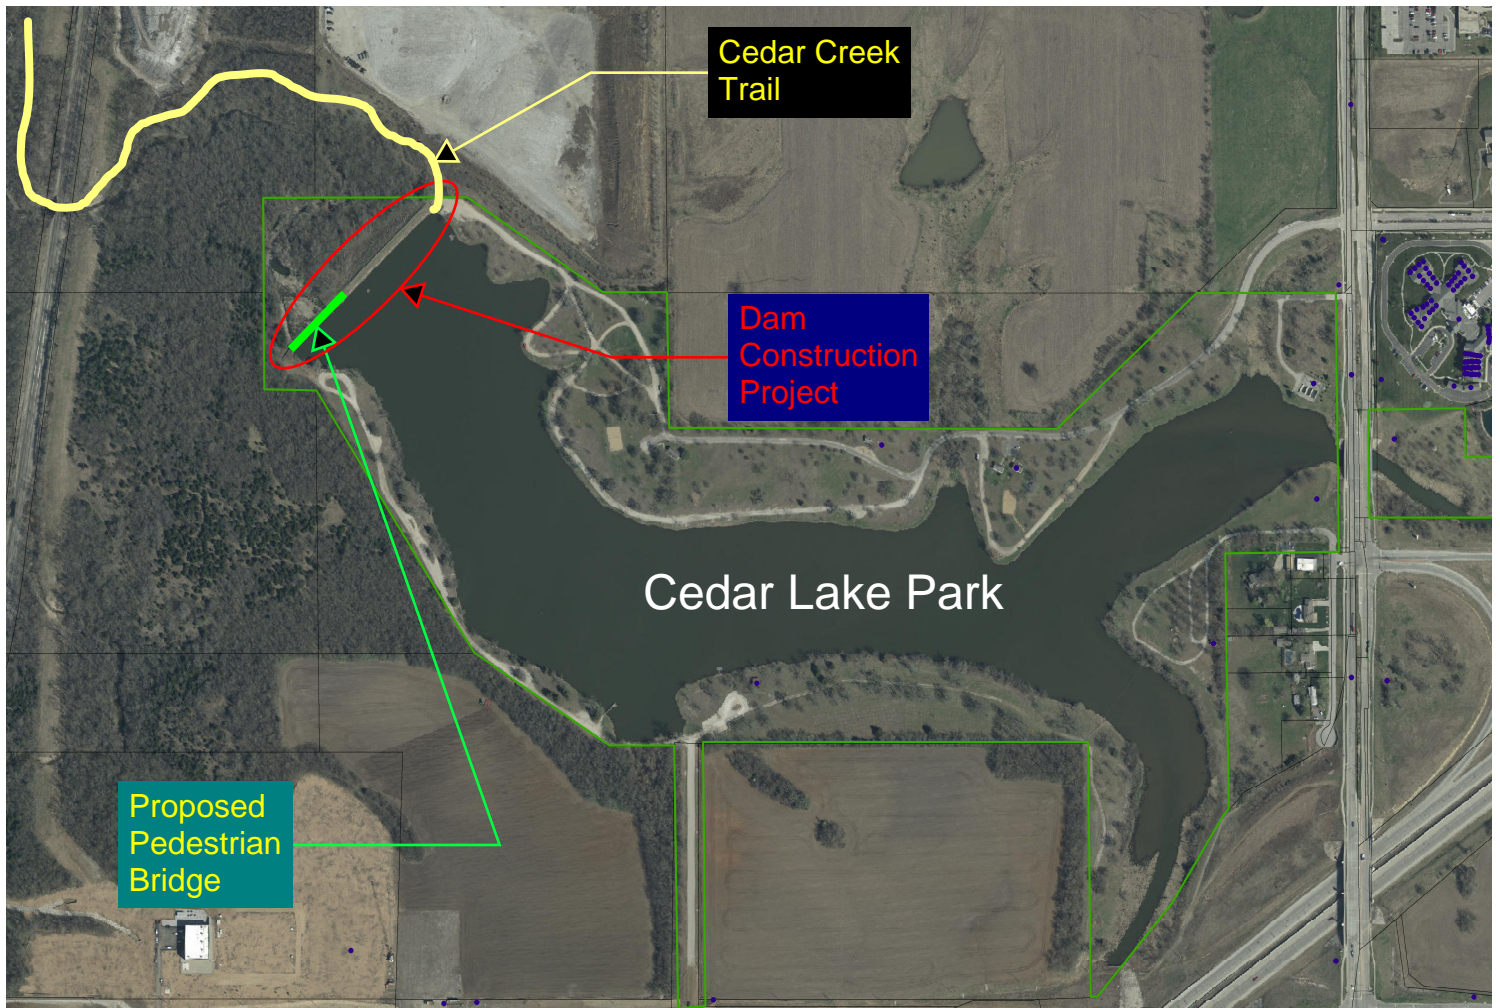 Cedar Creek
Trail
Dam
Construction
Project
Cedar Lake Park
Proposed
Pedestrian
Bridge